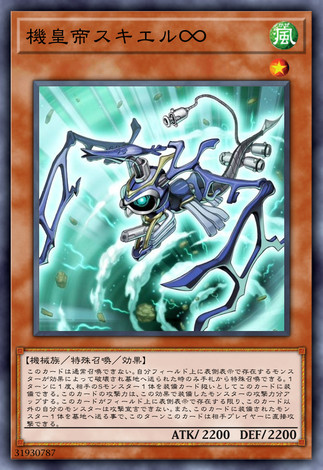 機皇帝スキエル∞
風
【機械族／特殊召喚／効果】
このカードは通常召喚できない。自分フィールド上に表側表示で存在するモンス
ターが効果によって破壊され墓地へ送られた時のみ手札から特殊召喚できる。1
ターンに1度、相手のSモンスター1体を装備カード扱いとしてこのカードに装
備できる。このカードの攻撃力は、この効果で装備したモンスターの攻撃力分ア
ップする。このカードがフィールド上に表側表示で存在する限り、このカード以
外の自分のモンスターは攻撃宣言できない。また、このカードに装備されたモンス
ター1体を墓地へ送る事で、このターンこのカードは相手プレイヤーに直接攻
撃できる。
ATK/ 2200 DEF/2200
31930787